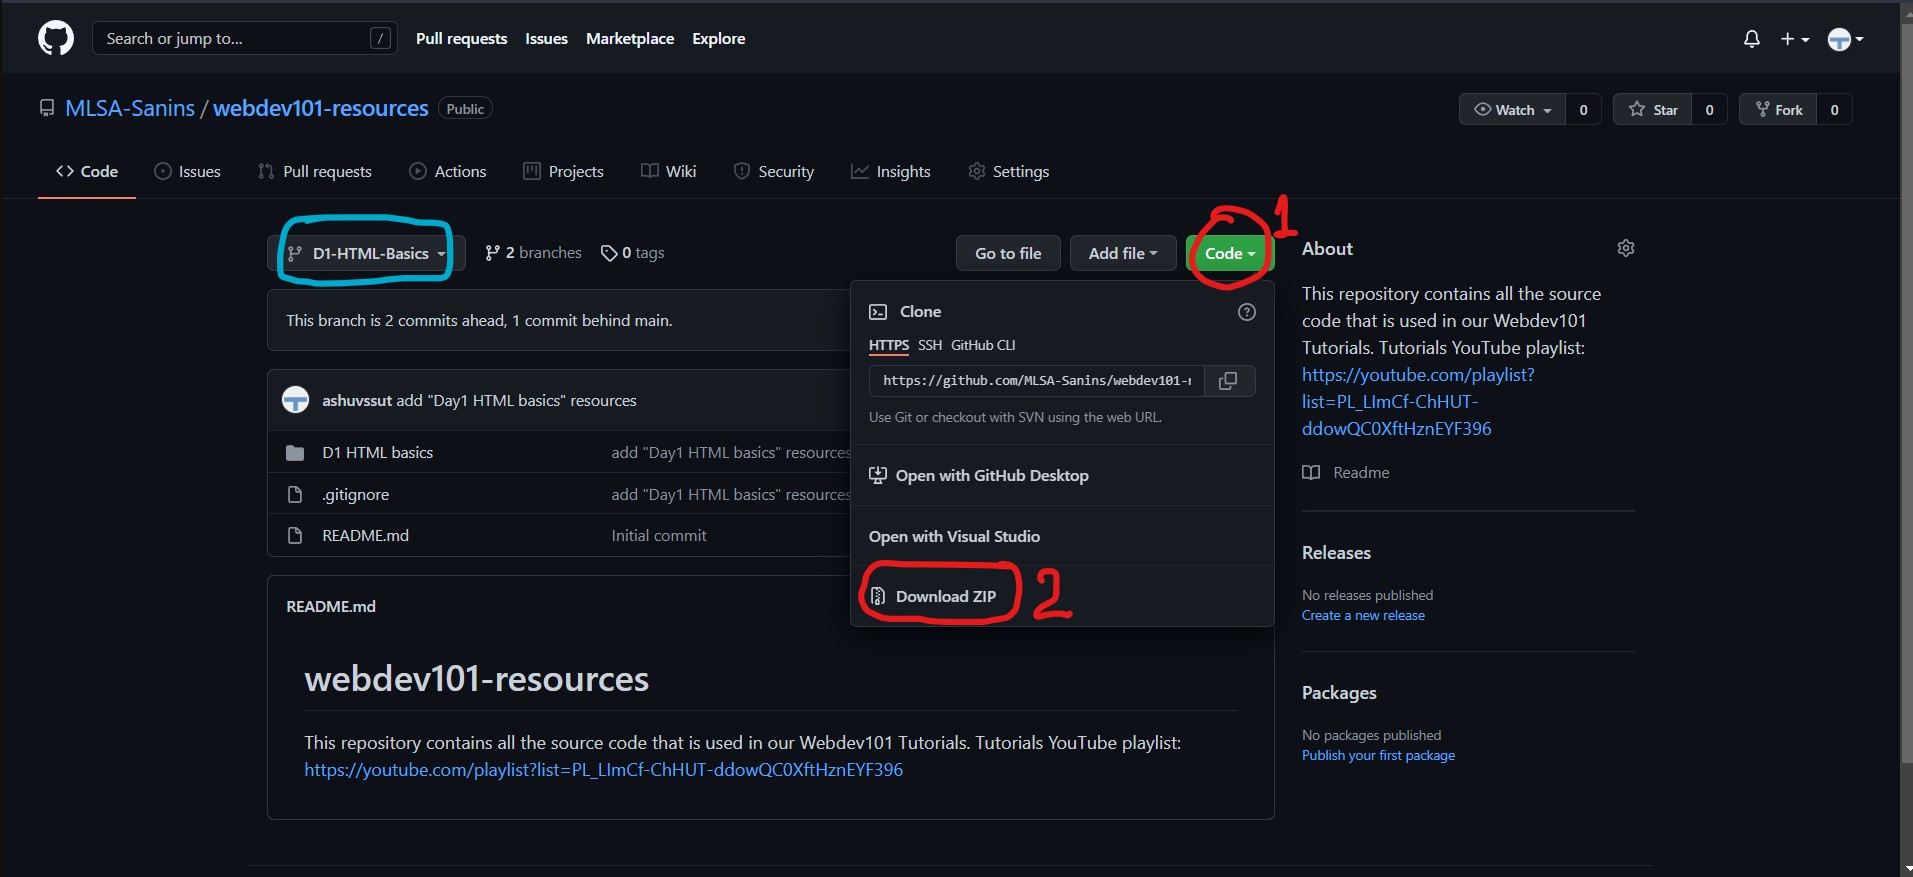 Search or jump to... /
Pull requests Issues Marketplace Explore
MLSA-Sanins / webdev101-resources Public
Watch 0 Star 0 Fork 0
Code Issues Pull requests Actions Projects Wiki Security Insights Settings
D1-HTML-Basics 2 branches 0 tags
Go to file Add file Code 1
This branch is 2 commits ahead, 1 commit behind main.
ashuvssut add "Day1 HTML basics" resources
D1 HTML basics add "Day1 HTML basics" resources
.gitignore add "Day1 HTML basics" resources
README.md Initial commit
Clone
HTTPS SSH GitHub CLI
https://github.com/MLSA-Sanins/webdev101-r
Use Git or checkout with SVN using the web URL.
Open with GitHub Desktop
Open with Visual Studio
Download ZIP 2
README.md
webdev101-resources
This repository contains all the source code that is used in our Webdev101 Tutorials. Tutorials YouTube playlist:
https://youtube.com/playlist?list=PL_LImCf-ChHUT-ddowQC0XftHznEYF396
About
This repository contains all the source
code that is used in our Webdev101
Tutorials. Tutorials YouTube playlist:
https://youtube.com/playlist?
list=PL_LImCf-ChHUT-
ddowQC0XftHznEYF396
Readme
Releases
No releases published
Create a new release
Packages
No packages published
Publish your first package